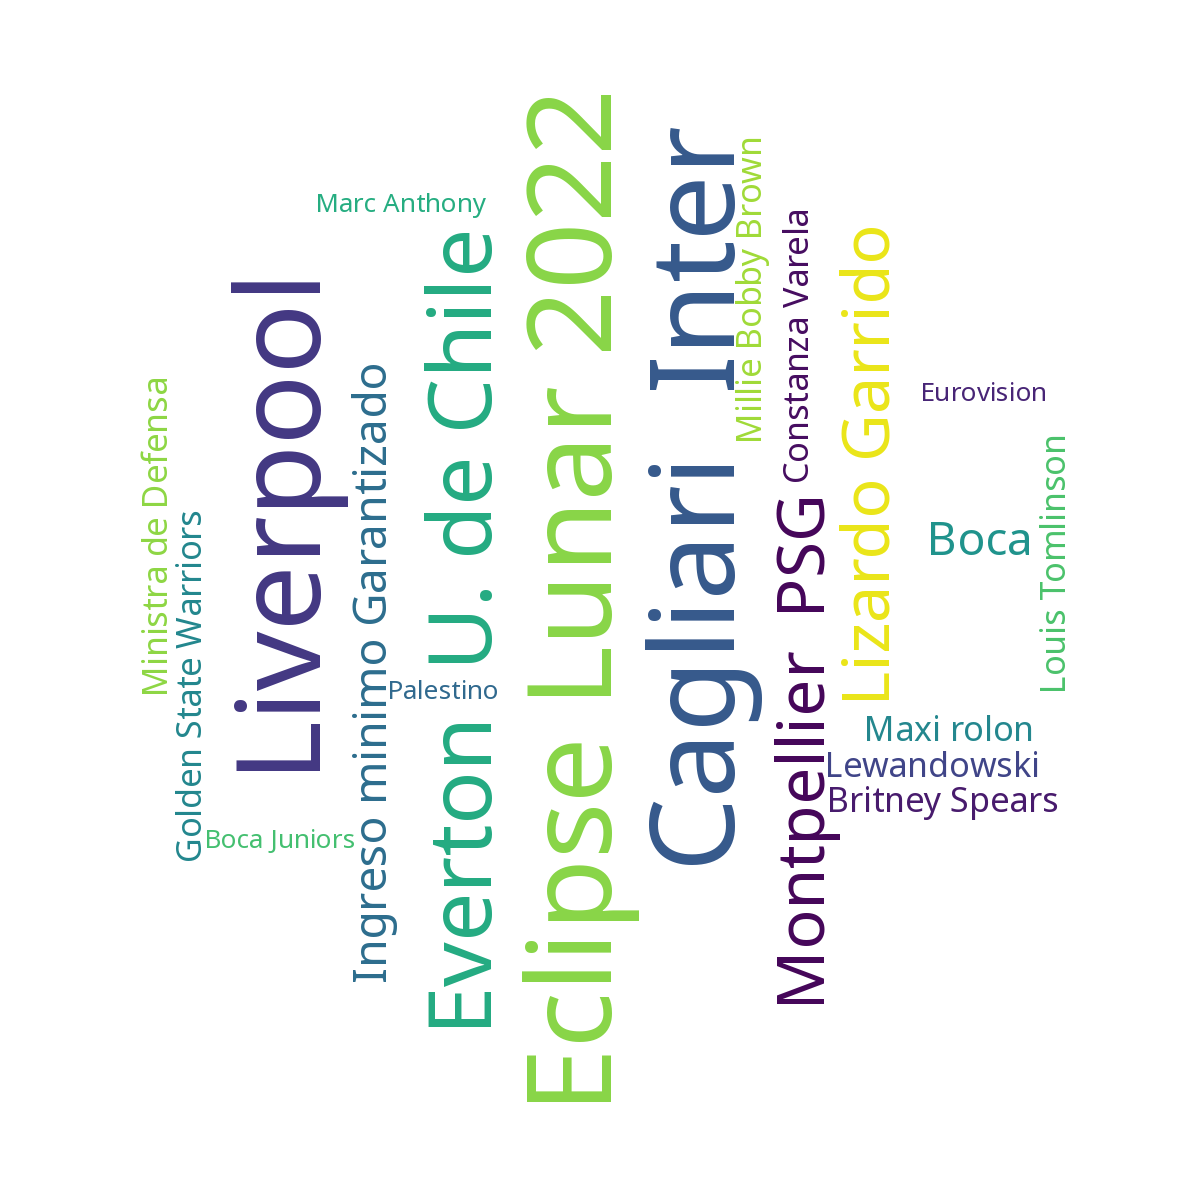 Ministra de Defensa
Golden State Warriors
Boca Juniors
Liverpool
Marc Anthony
Ingreso minimo Garantizado
Palestino
Everton U. de Chile
Eclipse Lunar 2022
Cagliari Inter
Millie Bobby Brown
Constanza Varela
Montpellier PSG
Lizardo Garrido
Eurovision
Boca
Louis Tomlinson
Maxi rolon
Lewandowski
Britney Spears